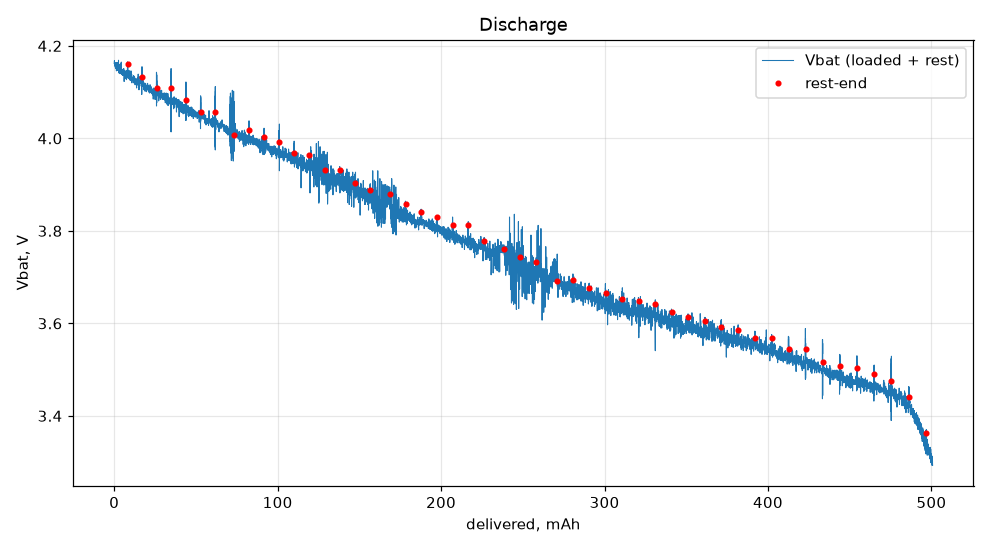 Discharge
Vbat (loaded + rest)
rest-end
4.2
4.0
3.8
3.6
3.4
Vbat, V
0 100 200 300 400 500
delivered, mAh